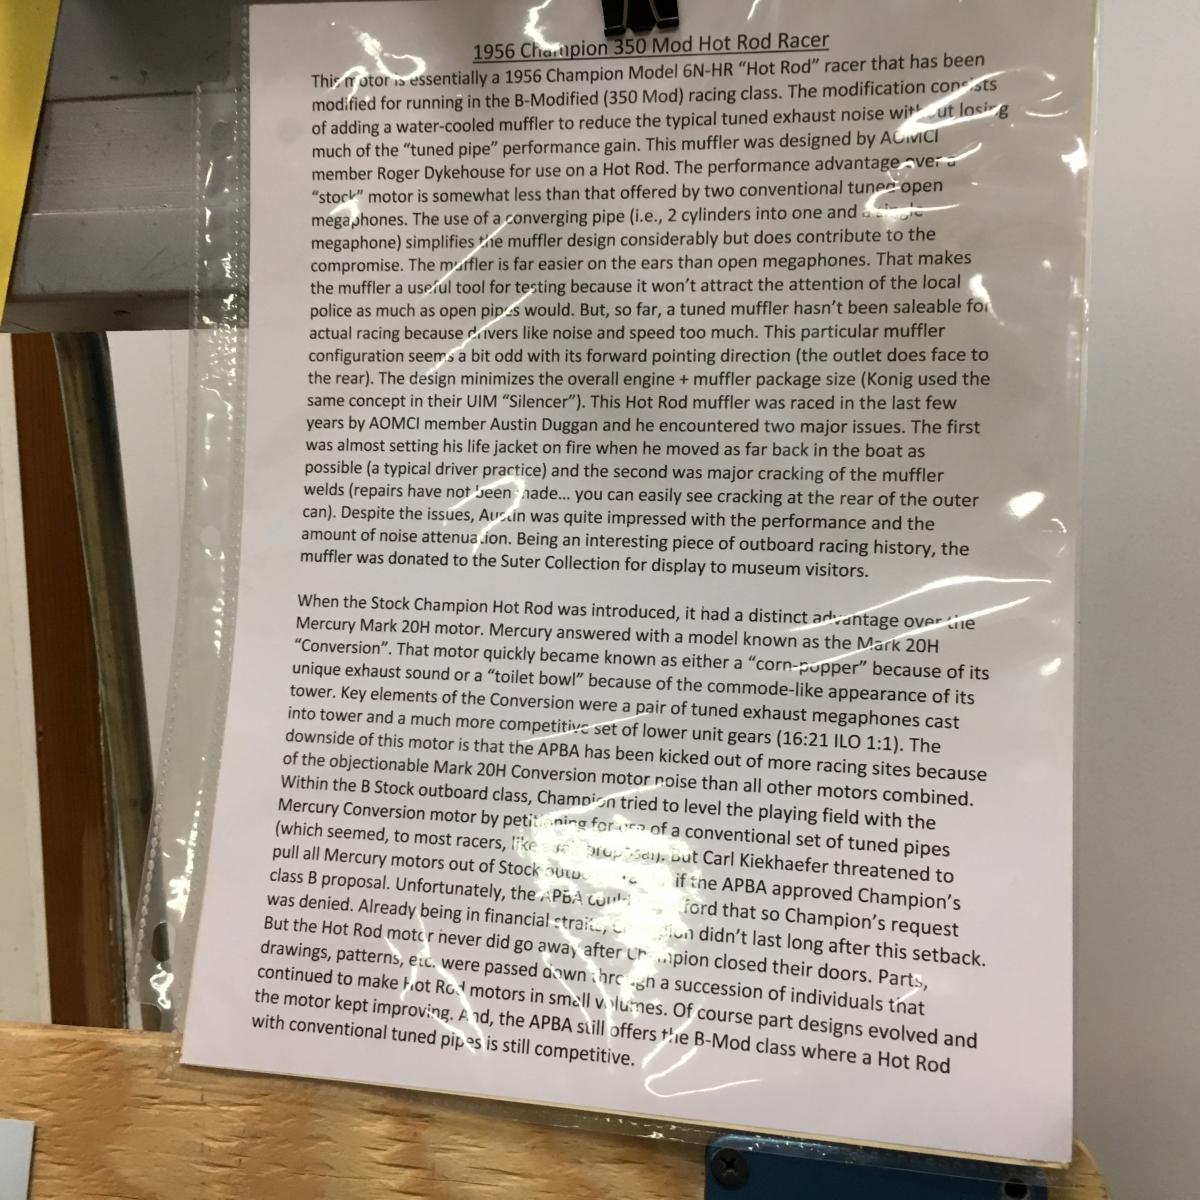 1956 Champion 350 Mod Hot Rod Racer
This motor is essentially a 1956 Champion Model 6N-HR “Hot Rod” racer that has been
modified for running in the B-Modified (350 Mod) racing class. The modification consists
of adding a water-cooled muffler to reduce the typical tuned exhaust noise without losing
much of the “tuned pipe” performance gain. This muffler was designed by AOMCI
member Roger Dykehouse for use on a Hot Rod. The performance advantage over a
“stock” motor is somewhat less than that offered by two conventional tuned open
megaphones. The use of a converging pipe (i.e., 2 cylinders into one and a single
megaphone) simplifies the muffler design considerably but does contribute to the
compromise. The muffler is far easier on the ears than open megaphones. That makes
the muffler a useful tool for testing because it won’t attract the attention of the local
police as much as open pipes would. But, so far, a tuned muffler hasn’t been saleable for
actual racing because drivers like noise and speed too much. This particular muffler
configuration seems a bit odd with its forward pointing direction (the outlet does face to
the rear). The design minimizes the overall engine + muffler package size (Konig used the
same concept in their UIM “Silencer”). This Hot Rod muffler was raced in the last few
years by AOMCI member Austin Duggan and he encountered two major issues. The first
was almost setting his life jacket on fire when he moved as far back in the boat as
possible (a typical driver practice) and the second was major cracking of the muffler
welds (repairs have not been made... you can easily see cracking at the rear of the outer
can). Despite the issues, Austin was quite impressed with the performance and the
amount of noise attenuation. Being an interesting piece of outboard racing history, the
muffler was donated to the Suter Collection for display to museum visitors.
When the Stock Champion Hot Rod was introduced, it had a distinct advantage over the
Mercury Mark 20H motor. Mercury answered with a model known as the Mark 20H
“Conversion”. That motor quickly became known as either a “corn-popper” because of its
unique exhaust sound or a “toilet bowl” because of the commode-like appearance of its
tower. Key elements of the Conversion were a pair of tuned exhaust megaphones cast
into tower and a much more competitive set of lower unit gears (16:21 ILO 1:1). The
downside of this motor is that the APBA has been kicked out of more racing sites because
of the objectionable Mark 20H Conversion motor noise than all other motors combined.
Within the B Stock outboard class, Champion tried to level the playing field with the
Mercury Conversion motor by petitioning for use of a conventional set of tuned pipes
(which seemed, to most racers, like proposal). But Carl Kiekhaefer threatened to
pull all Mercury motors out of Stock if the APBA approved Champion’s
class B proposal. Unfortunately, the APBA could that so Champion’s request
was denied. Already being in financial straits, Champion didn’t last long after this setback.
But the Hot Rod motor never did go away after Champion closed their doors. Parts,
drawings, patterns, etc. were passed down through a succession of individuals that
continued to make Hot Rod motors in small volumes. Of course part designs evolved and
the motor kept improving. And, the APBA still offers the B-Mod class where a Hot Rod
with conventional tuned pipes is still competitive.